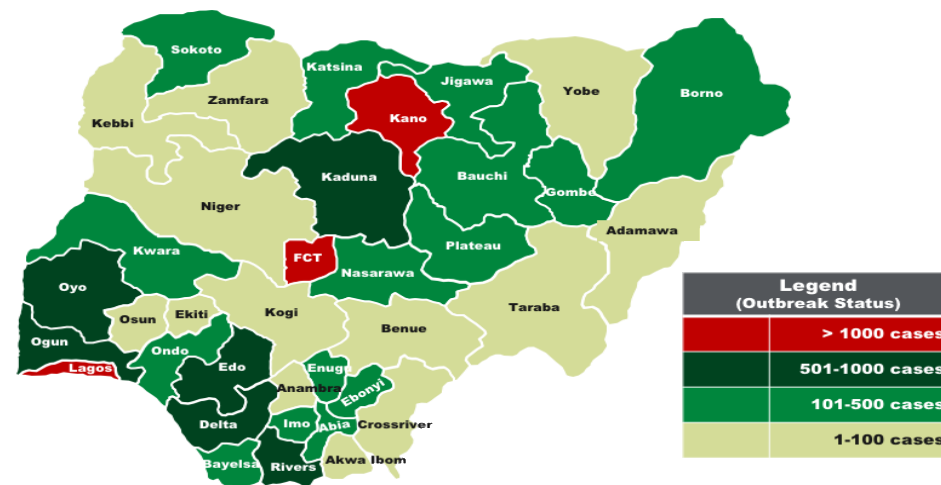 Sokoto
Katsina
Jigawa
Yobe
Borno
Zamfara
Kebbi
Kano
Kaduna
Bauchi
Gombe
Niger
Adamawa
Plateau
Kwara
FCT
Nasarawa
Oyo
Taraba
Osun
Ekiti
Kogi
Benue
Ogun
Ondo
Edo
Enugu
Lagos
Anambra
Ebonyi
Delta
Imo
Abia
Crossriver
Bayelsa
Rivers
Akwa Ibom
Legend
(Outbreak Status)
> 1000 cases
501-1000 cases
101-500 cases
1-100 cases